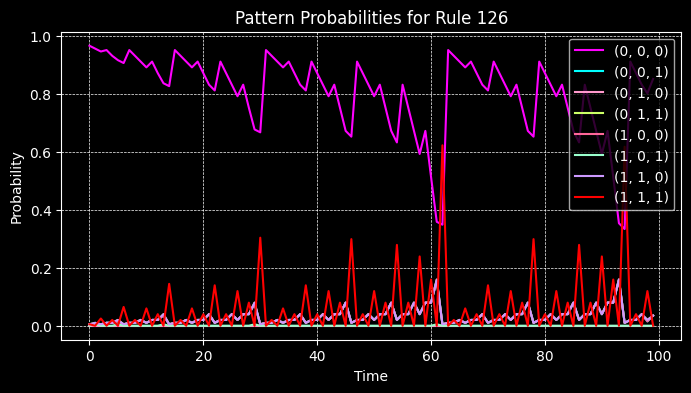 Pattern Probabilities for Rule 126
1.0
0.8
0.6
0.4
0.2
0.0
Probability
0
20
40
60
80
100
Time
(0, 0, 0)
(0, 0, 1)
(0, 1, 0)
(0, 1, 1)
(1, 0, 0)
(1, 0, 1)
(1, 1, 0)
(1, 1, 1)